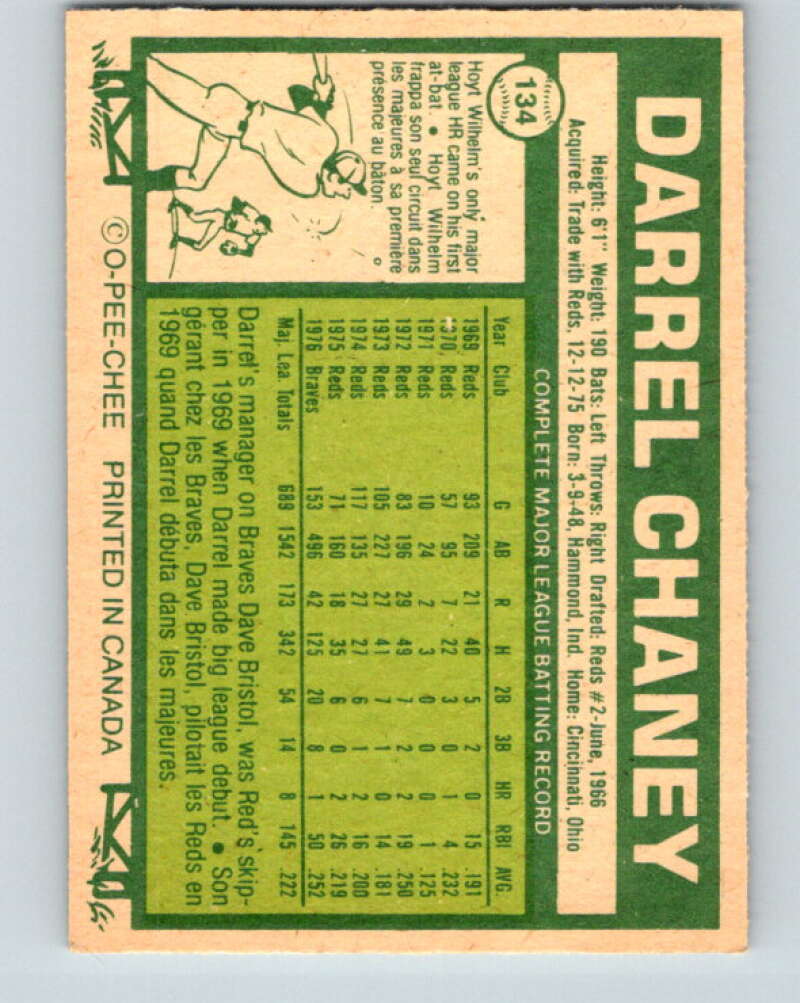 DARREL CHANEY
134
Height: 6'1" Weight: 190 Bats: Left Throws: Right Drafted: Reds #2-June, 1966
Acquired: Trade with Reds, 12-12-75 Born: 3-9-48, Hammond, Ind. Home: Cincinnati, Ohio
Hoyt Wilhelm's only major
league HR came on his first
at-bat. • Hoyt Wilhelm
frappa son seul circuit dans
les majeures à sa première
présence au bâton.
COMPLETE MAJOR LEAGUE BATTING RECORD
Year Club G AB R H 2B 3B HR RBI AVG.
1969 Reds 93 209 21 40 5 2 0 15 .191
1970 Reds 57 95 7 22 3 0 1 4 .232
1971 Reds 10 24 2 3 0 0 0 1 .125
1972 Reds 83 196 29 49 7 2 2 19 .250
1973 Reds 105 227 27 41 7 1 0 14 .181
1974 Reds 117 135 27 27 6 1 2 16 .200
1975 Reds 71 160 18 35 6 0 2 26 .219
1976 Braves 153 496 42 125 20 8 1 50 .252
Maj. Lea Totals 689 1542 173 342 54 14 8 145 .222
Darrel's manager on Braves Dave Bristol, was Red's skip-
per in 1969 when Darrel made big league debut. • Son
gérant chez les Braves, Dave Bristol, pilotait les Reds en
1969 quand Darrel débuta dans les majeures.
©O-PEE-CHEE PRINTED IN CANADA